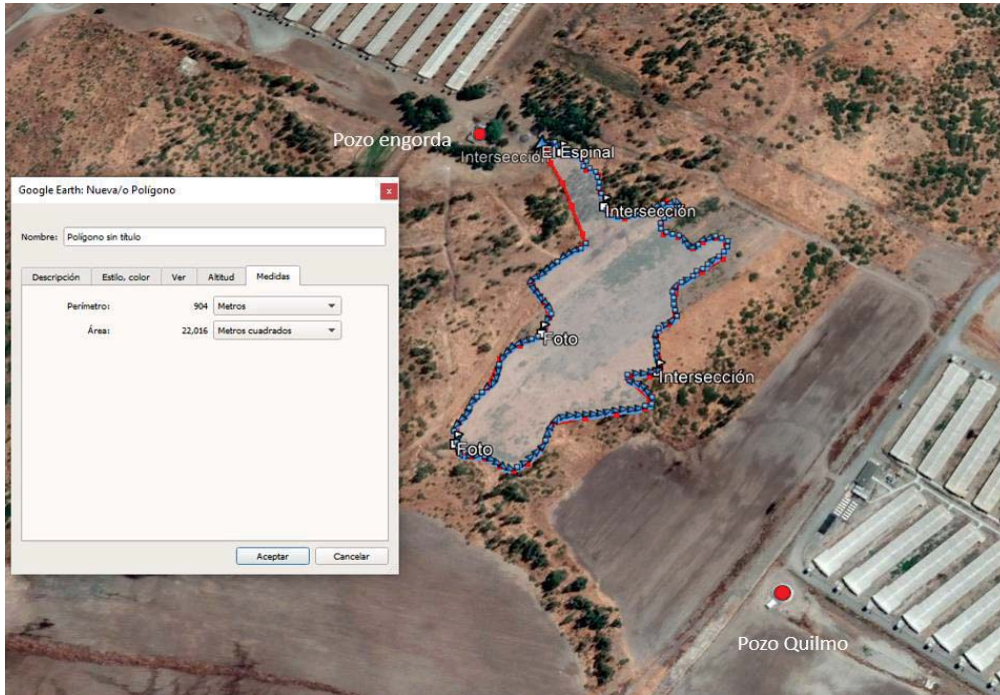 Pozo engorda
Intersección
El Espinal
Intersección
Google Earth: Nueva/o Polígono
x
Nombre: Polígono sin título
Descripción Estilo, color Ver Altitud Medidas
Perímetro: 904 Metros
Área: 22,016 Metros cuadrados
Foto
Intersección
Foto
Aceptar Cancelar
Pozo Quilmo